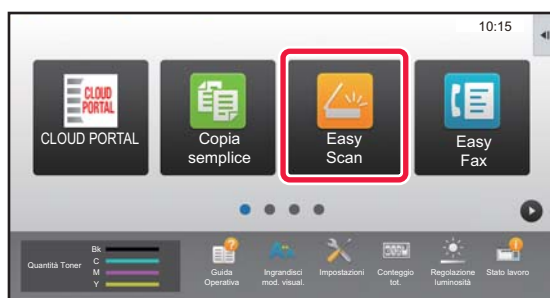 10:15
CLOUD
PORTAL
CLOUD PORTAL
Copia
semplice
Easy
Scan
Easy
Fax
Quantità Toner
Bk
C
M
Y
Guida
Operativa
Ingrandisci
mod. visual.
Impostazioni
Conteggio
tot.
Regolazione
luminosità
Stato lavoro